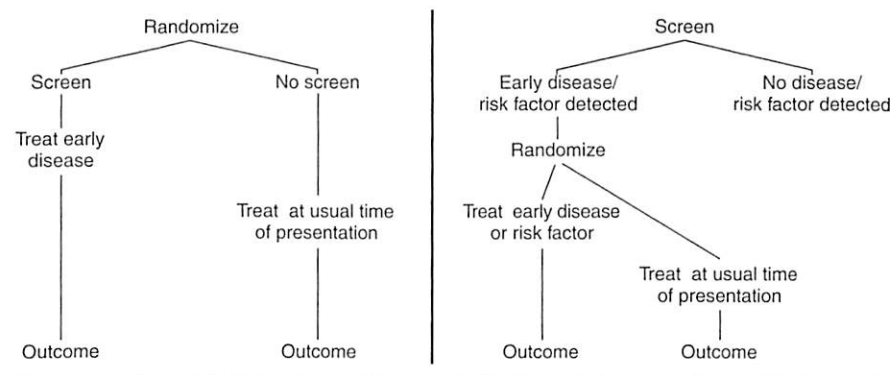 Randomize
Screen
No screen
Treat early
disease
Treat at usual time
of presentation
Outcome
Outcome
Screen
Early disease/
risk factor detected
No disease/
risk factor detected
Randomize
Treat early disease
or risk factor
Treat at usual time
of presentation
Outcome
Outcome